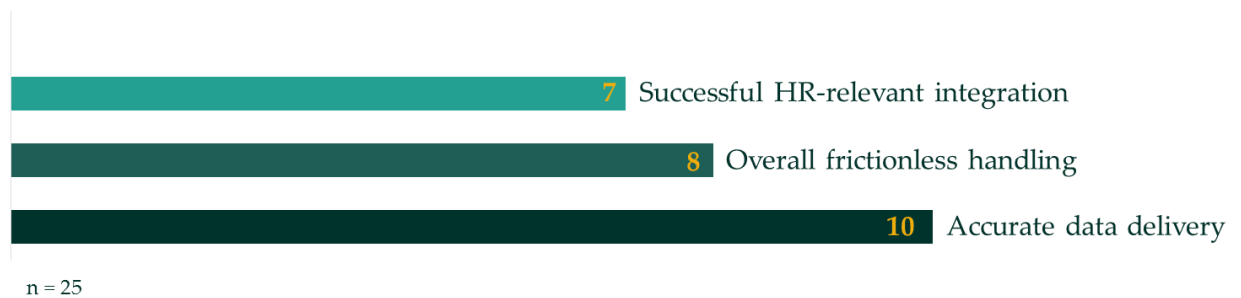 7 Successful HR-relevant integration
8 Overall frictionless handling
10 Accurate data delivery
n = 25